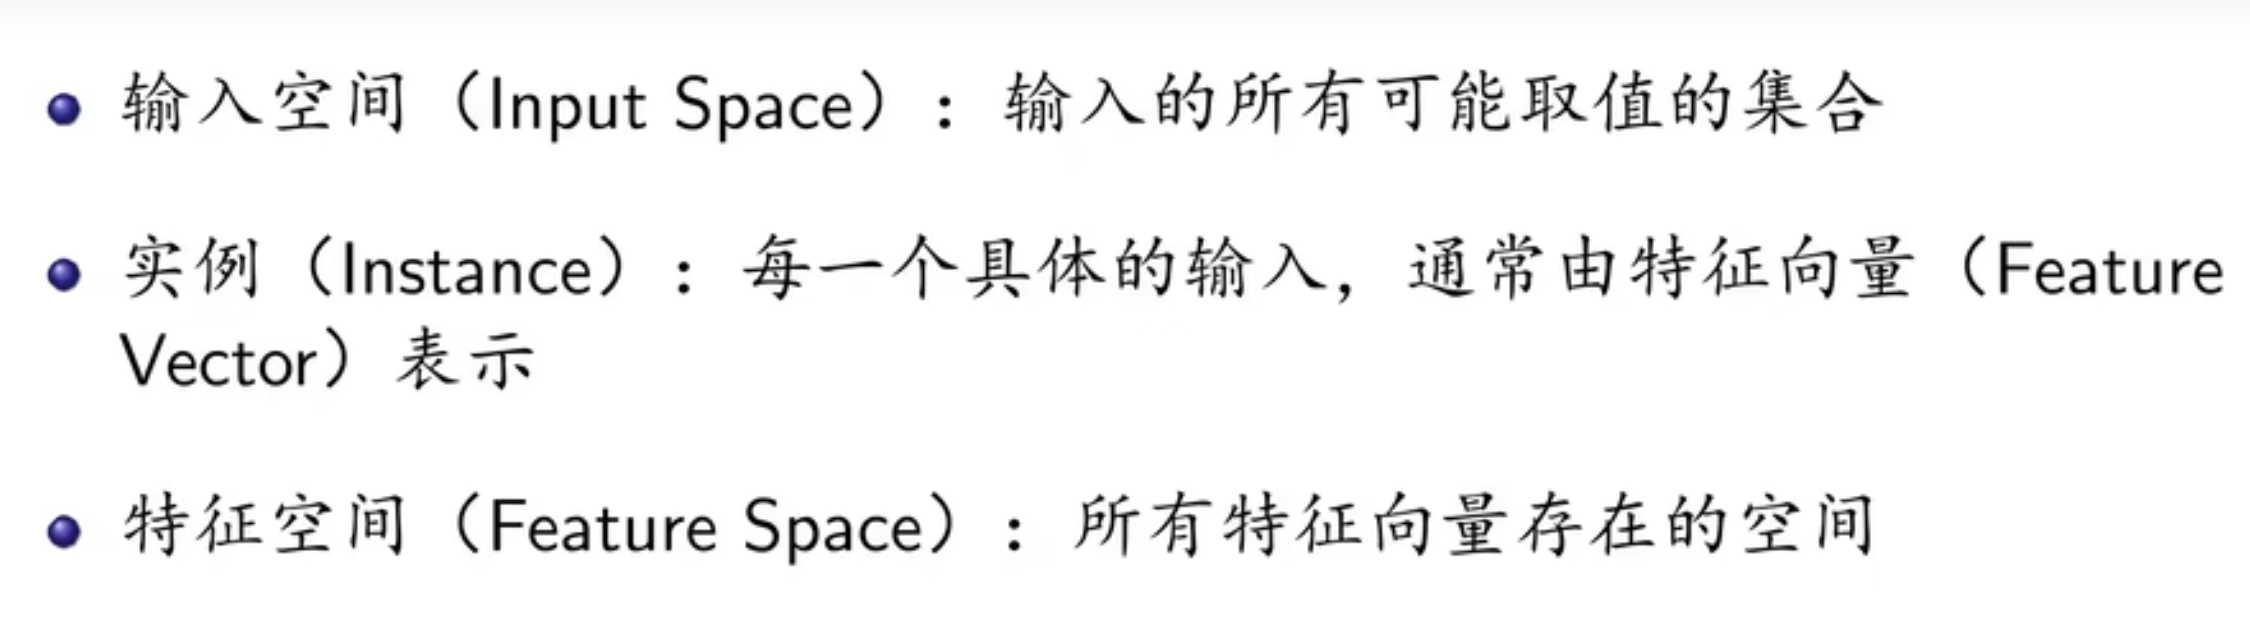 输入空间（Input Space）：输入的所有可能取值的集合
实例（Instance）：每一个具体的输入，通常由特征向量（Feature
Vector）表示
特征空间（Feature Space）：所有特征向量存在的空间